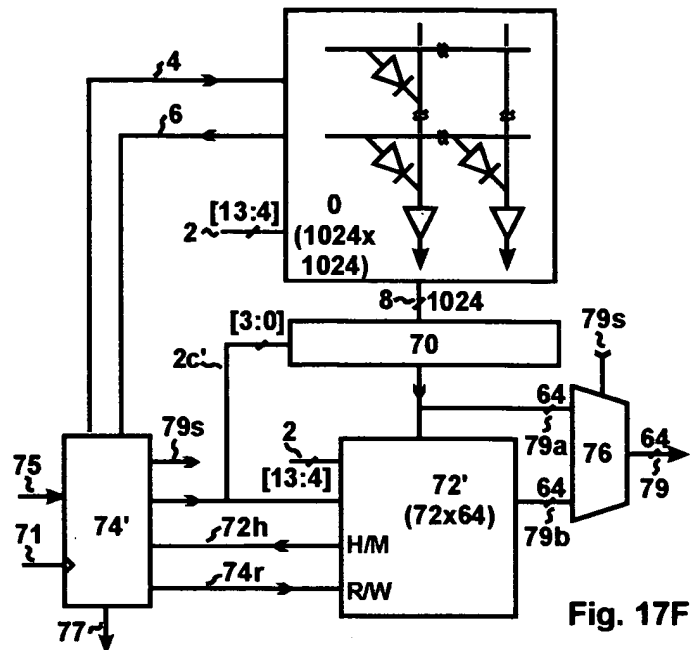 4
6
[13:4]
2
0
(1024x
1024)
8
1024
[3:0]
70
2c'
79s
79s
64
79a
76
64
79
2
[13:4]
72'
(72x64)
64
79b
75
74'
71
72h
H/M
74r
R/W
77
Fig. 17F